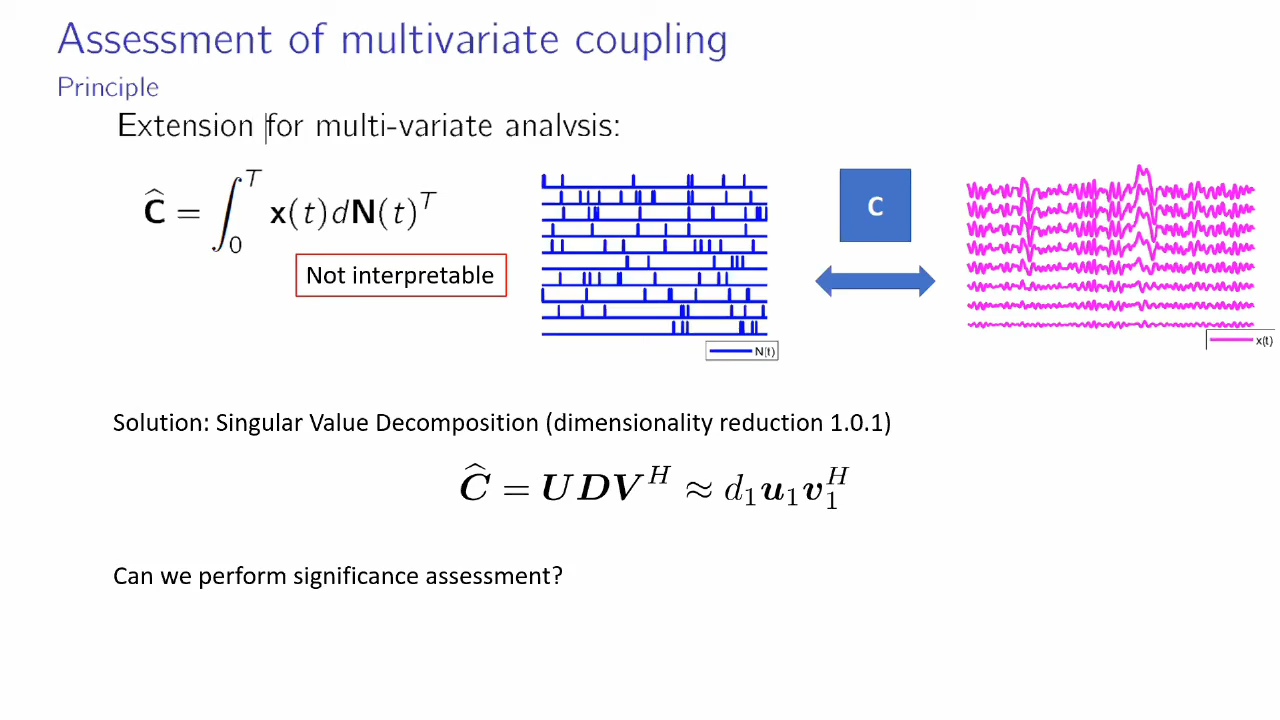 Assessment of multivariate coupling
Principle
Extension for multi-variate analysis:
Ĉ = ∫₀ᵀ x(t)dN(t)ᵀ
Not interpretable
N(t)
C
x(t)
Solution: Singular Value Decomposition (dimensionality reduction 1.0.1)
Ĉ = UDVᴴ ≈ d₁u₁v₁ᴴ
Can we perform significance assessment?